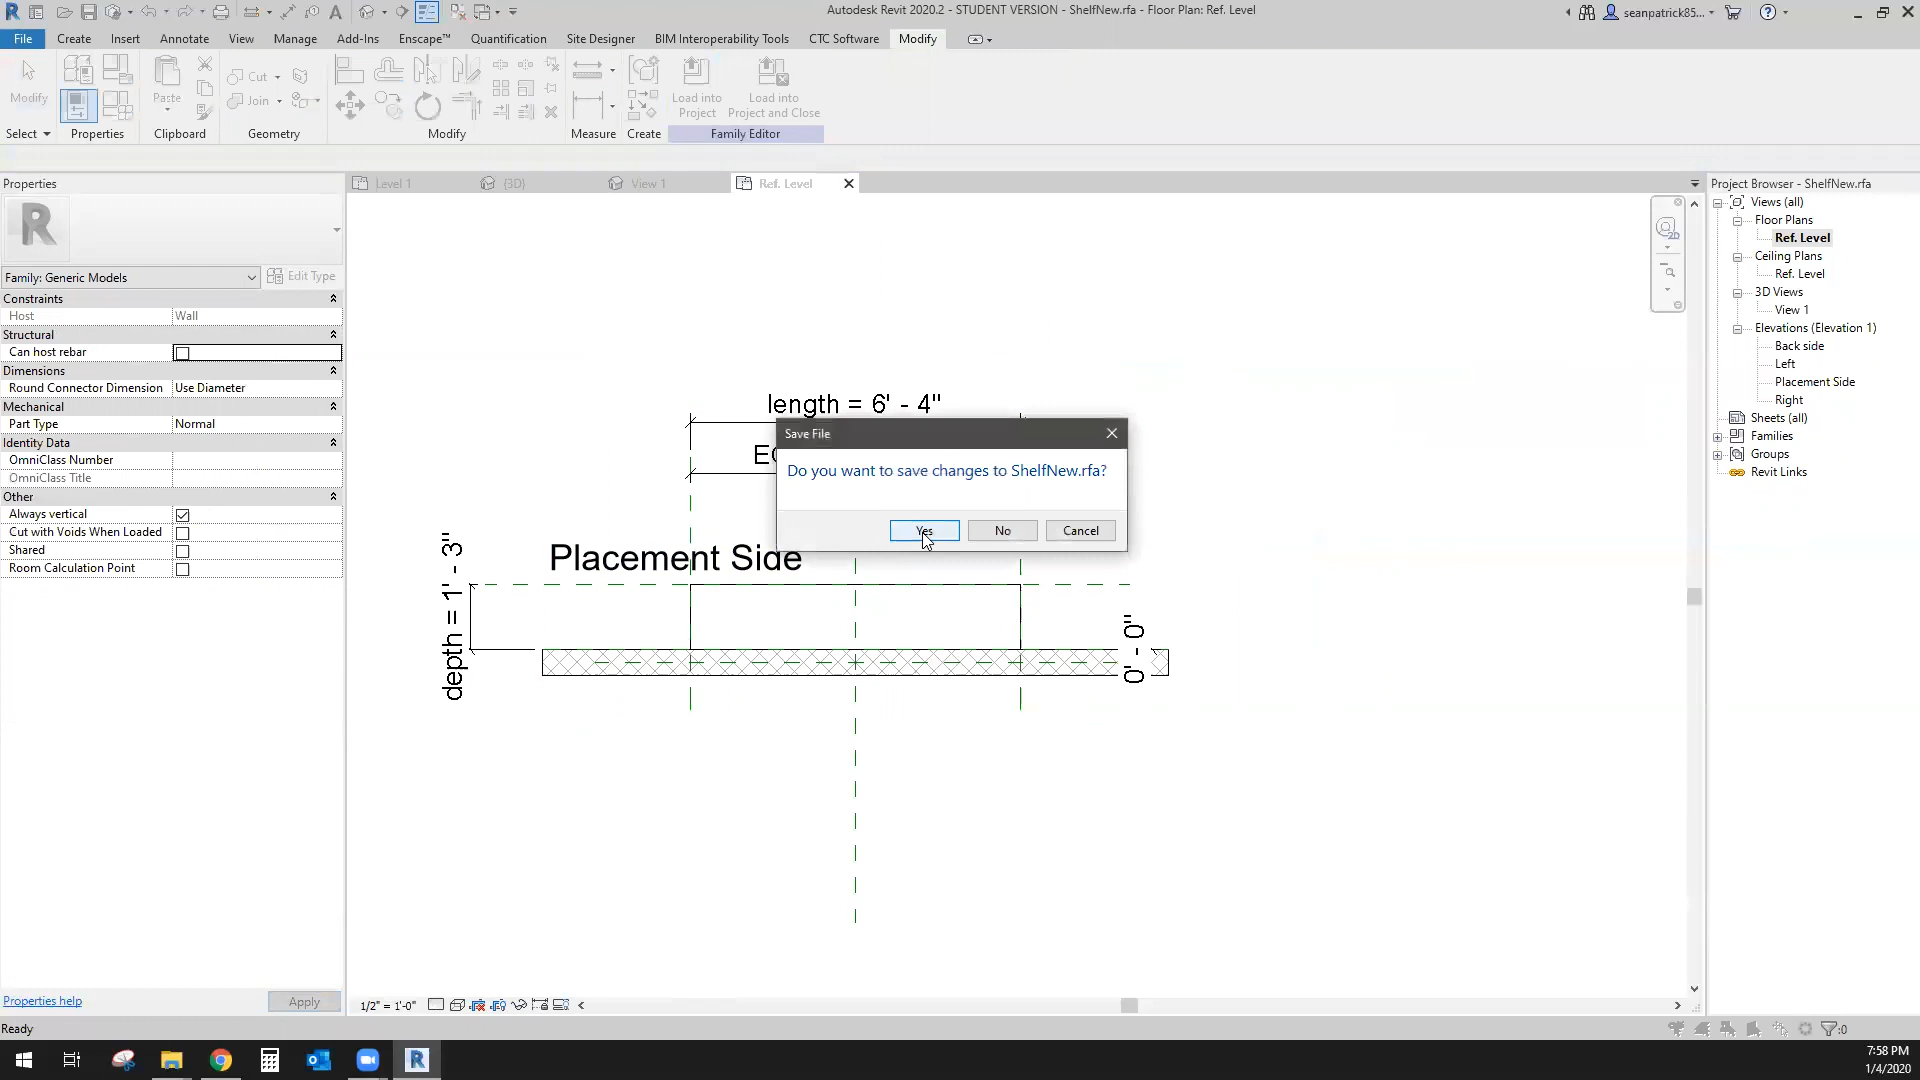 Autodesk Revit 2020.2 - STUDENT VERSION - ShelfNew.rfa - Floor Plan: Ref. Level
seanpatrick85...
File Create Insert Annotate View Manage Add-Ins Enscape™ Quantification Site Designer BIM Interoperability Tools CTC Software Modify
Modify
Paste
Cut
Join
Load into Project
Load into Project and Close
Select Properties Clipboard Geometry Modify Measure Create Family Editor
Properties
Level 1
{3D}
View 1
Ref. Level
Project Browser - ShelfNew.rfa
Family: Generic Models
Edit Type
Constraints
Host Wall
Structural
Can host rebar
Dimensions
Round Connector Dimension Use Diameter
Mechanical
Part Type Normal
Identity Data
OmniClass Number
OmniClass Title
Other
Always vertical
Cut with Voids When Loaded
Shared
Room Calculation Point
Properties help
Apply
length = 6' - 4"
Placement Side
depth = 1' - 3"
0' - 0"
Save File
Do you want to save changes to ShelfNew.rfa?
Yes
No
Cancel
2D
Views (all)
Floor Plans
Ref. Level
Ceiling Plans
Ref. Level
3D Views
View 1
Elevations (Elevation 1)
Back side
Left
Placement Side
Right
Sheets (all)
Families
Groups
Revit Links
1/2" = 1'-0"
Ready
:0
7:58 PM
1/4/2020